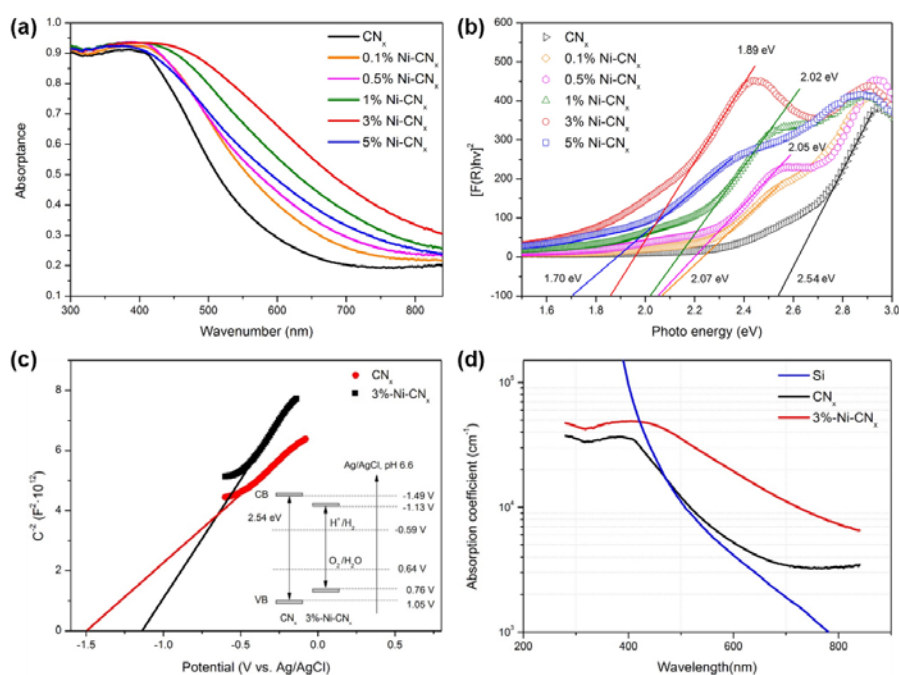 (a)
CNx
0.1% Ni-CNx
0.5% Ni-CNx
1% Ni-CNx
3% Ni-CNx
5% Ni-CNx
1.0
0.9
0.8
0.7
0.6
0.5
0.4
0.3
0.2
0.1
Absorptance
300 400 500 600 700 800
Wavenumber (nm)
(b)
CNx
0.1% Ni-CNx
0.5% Ni-CNx
1% Ni-CNx
3% Ni-CNx
5% Ni-CNx
1.89 eV
2.02 eV
2.05 eV
1.70 eV
2.07 eV
2.54 eV
600
500
400
300
200
100
0
-100
[F(R)hv]²
1.6 1.8 2.0 2.2 2.4 2.6 2.8 3.0
Photo energy (eV)
(c)
CNx
3%-Ni-CNx
8
6
4
2
0
C⁻² (F²·10¹²)
Ag/AgCl, pH 6.6
CB
-1.49 V
-1.13 V
2.54 eV
H⁺/H₂
-0.59 V
O₂/H₂O
0.64 V
0.76 V
VB
1.05 V
CNx 3%-Ni-CNx
-1.5 -1.0 -0.5 0.0 0.5
Potential (V vs. Ag/AgCl)
(d)
Si
CNx
3%-Ni-CNx
10⁵
10⁴
10³
Absorption coefficient (cm⁻¹)
200 400 600 800
Wavelength(nm)